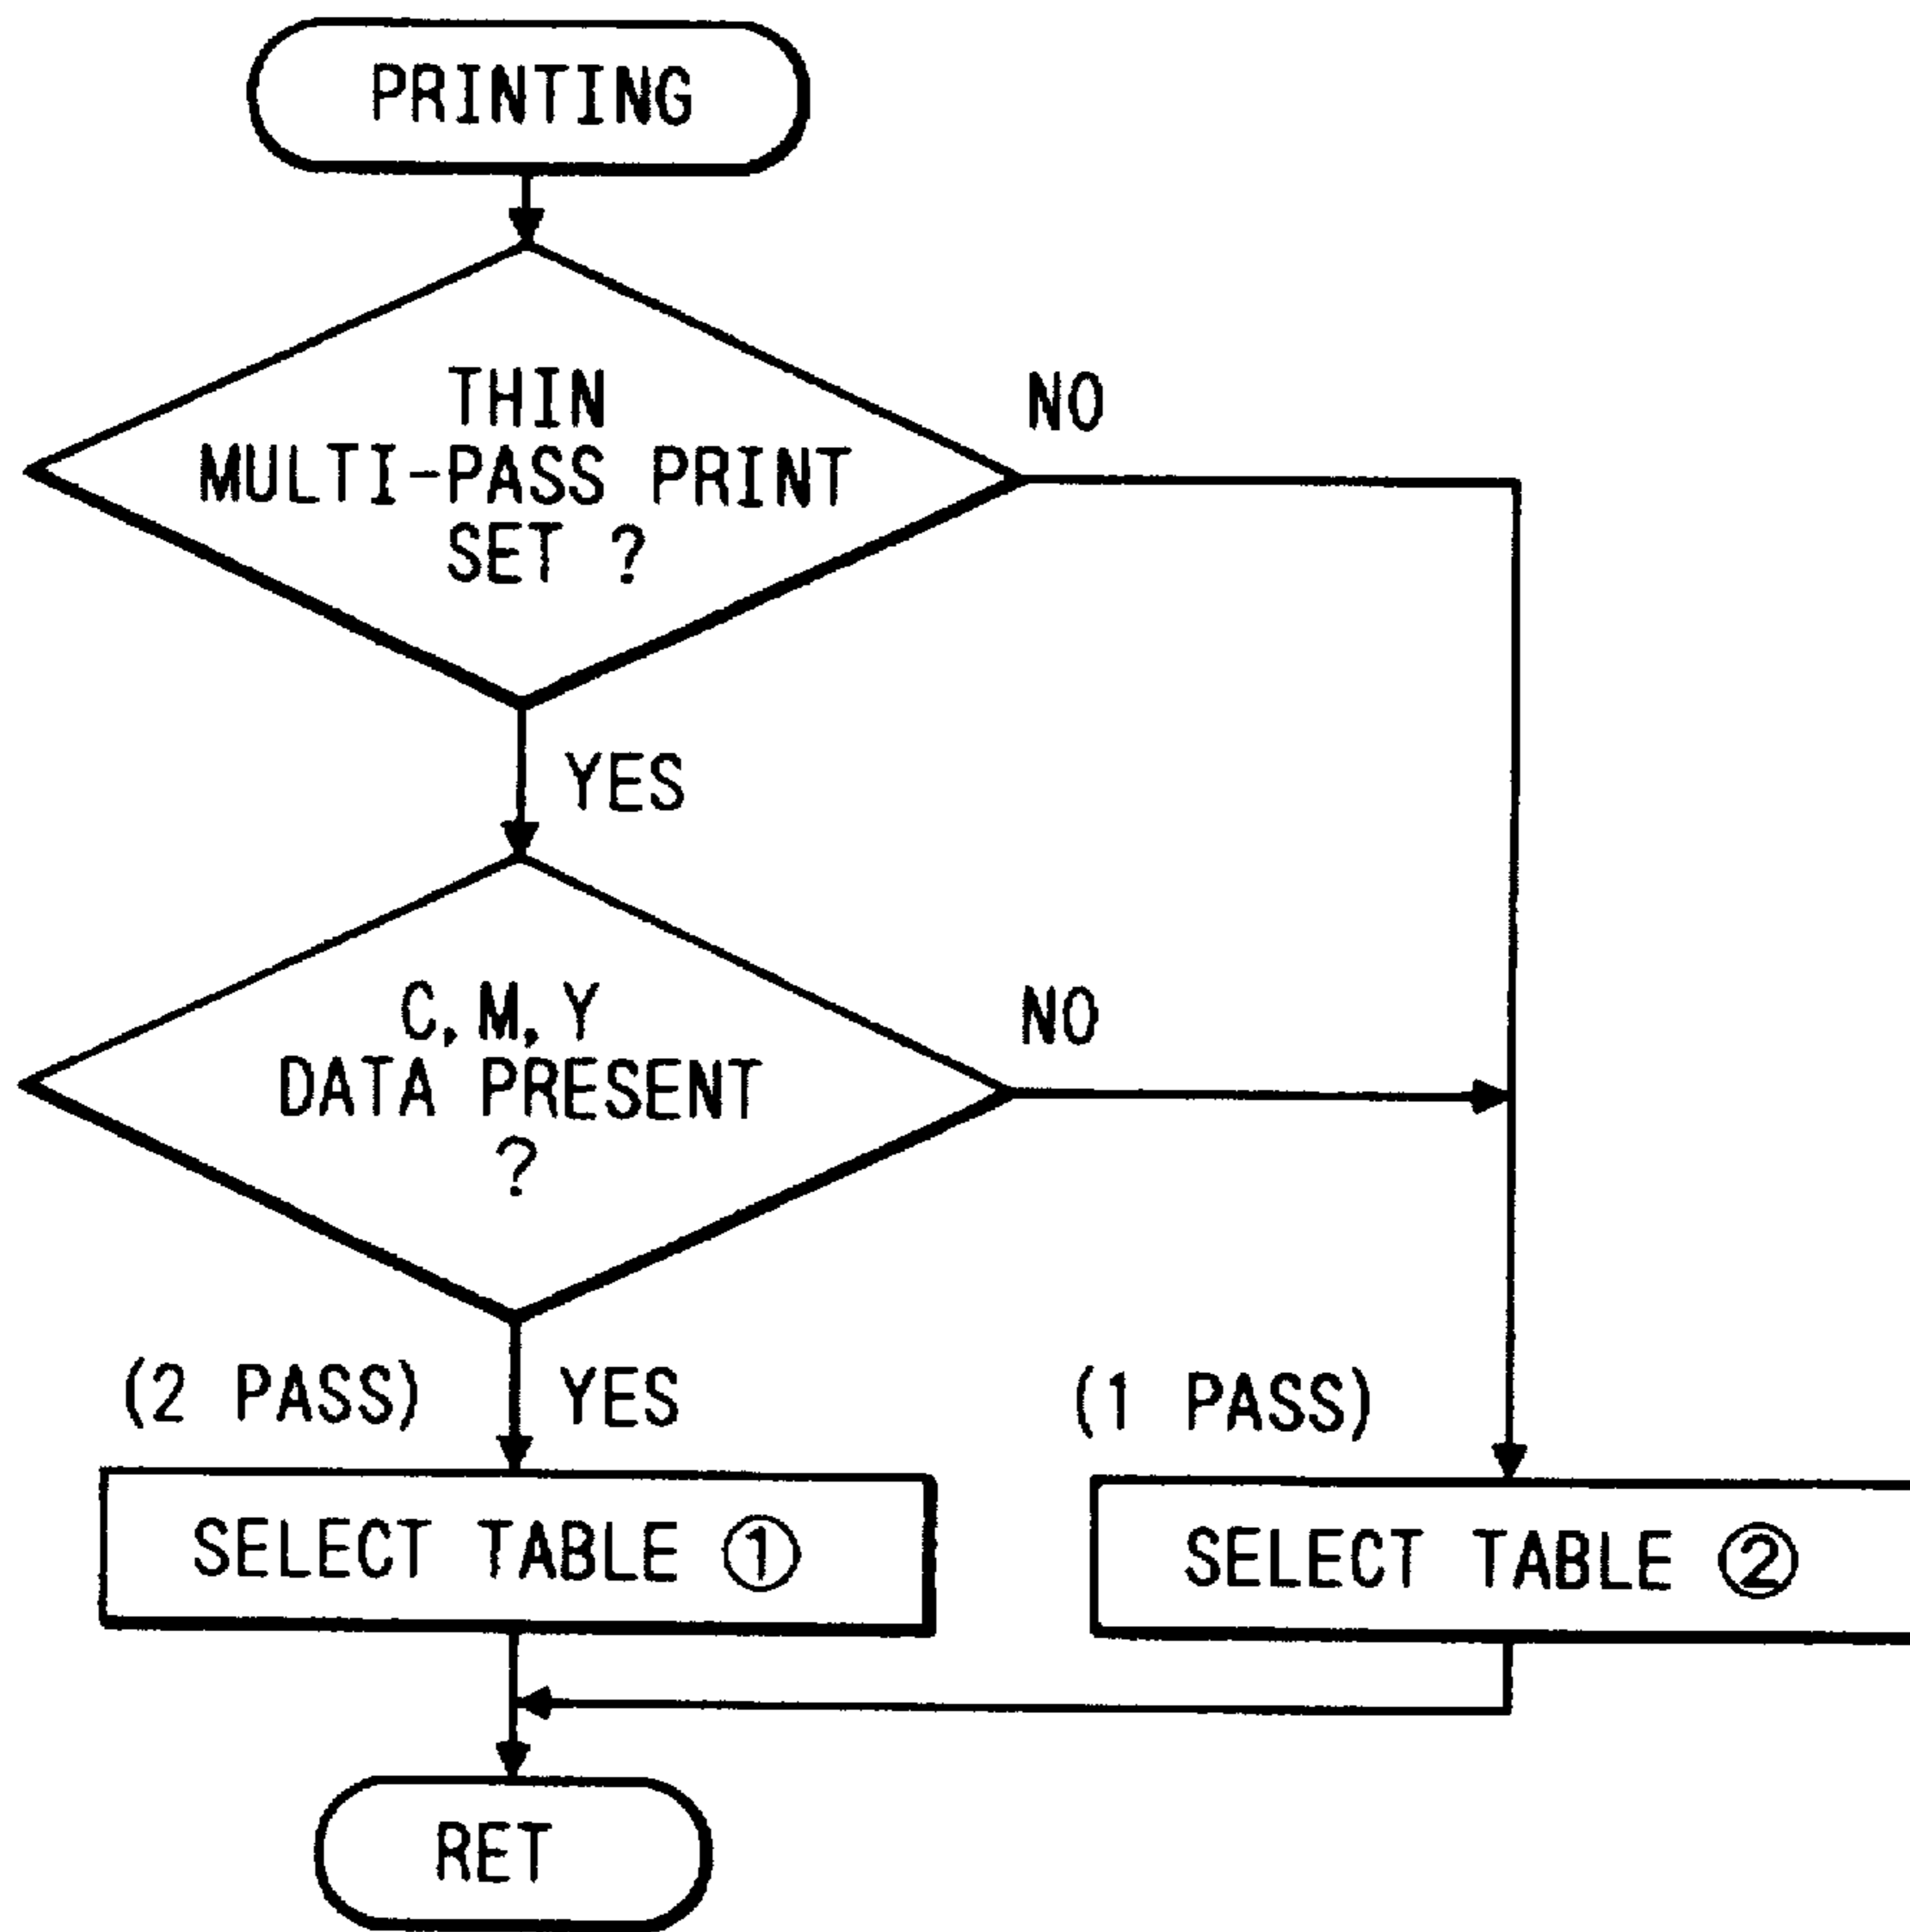 PRINTING
THIN
MULTI-PASS PRINT
SET ?
NO
YES
C, M, Y
DATA PRESENT
?
NO
(2 PASS)
YES
(1 PASS)
SELECT TABLE ①
SELECT TABLE ②
RET